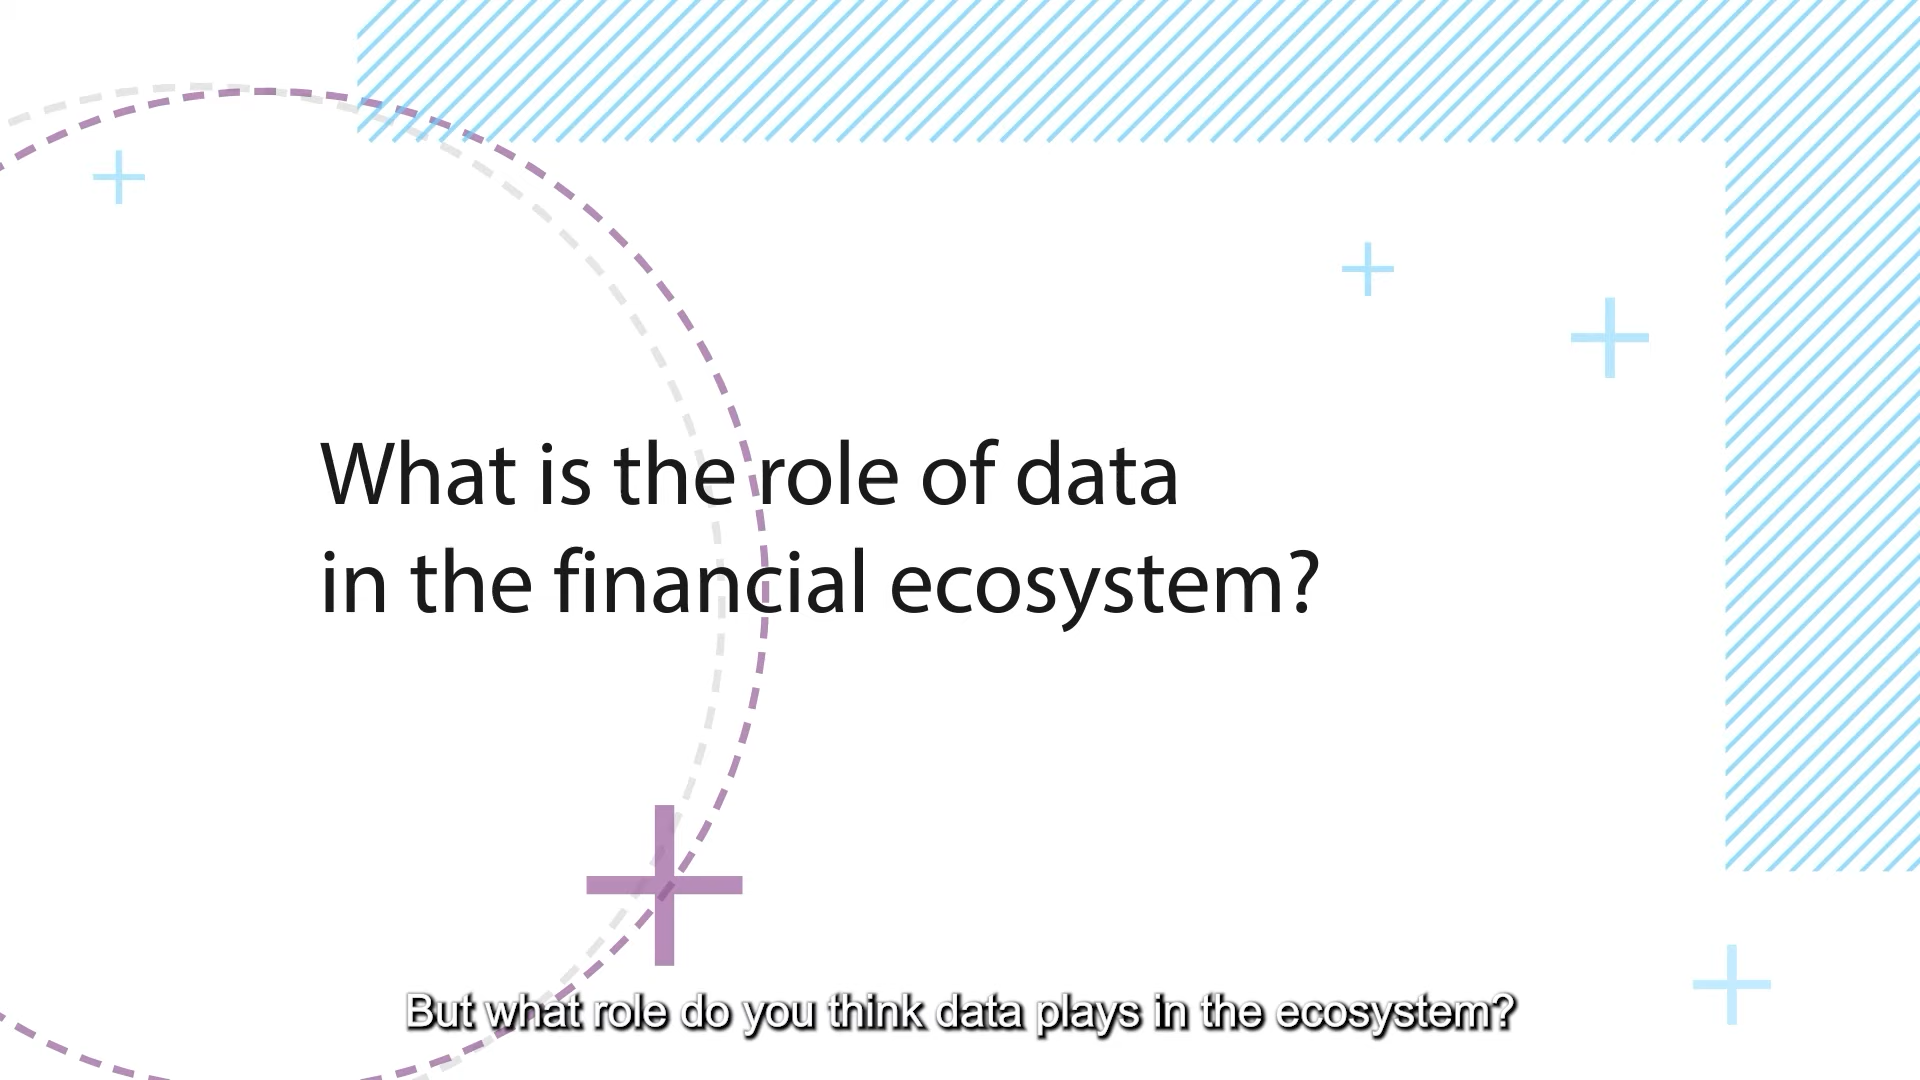 What is the role of data
in the financial ecosystem?
But what role do you think data plays in the ecosystem?